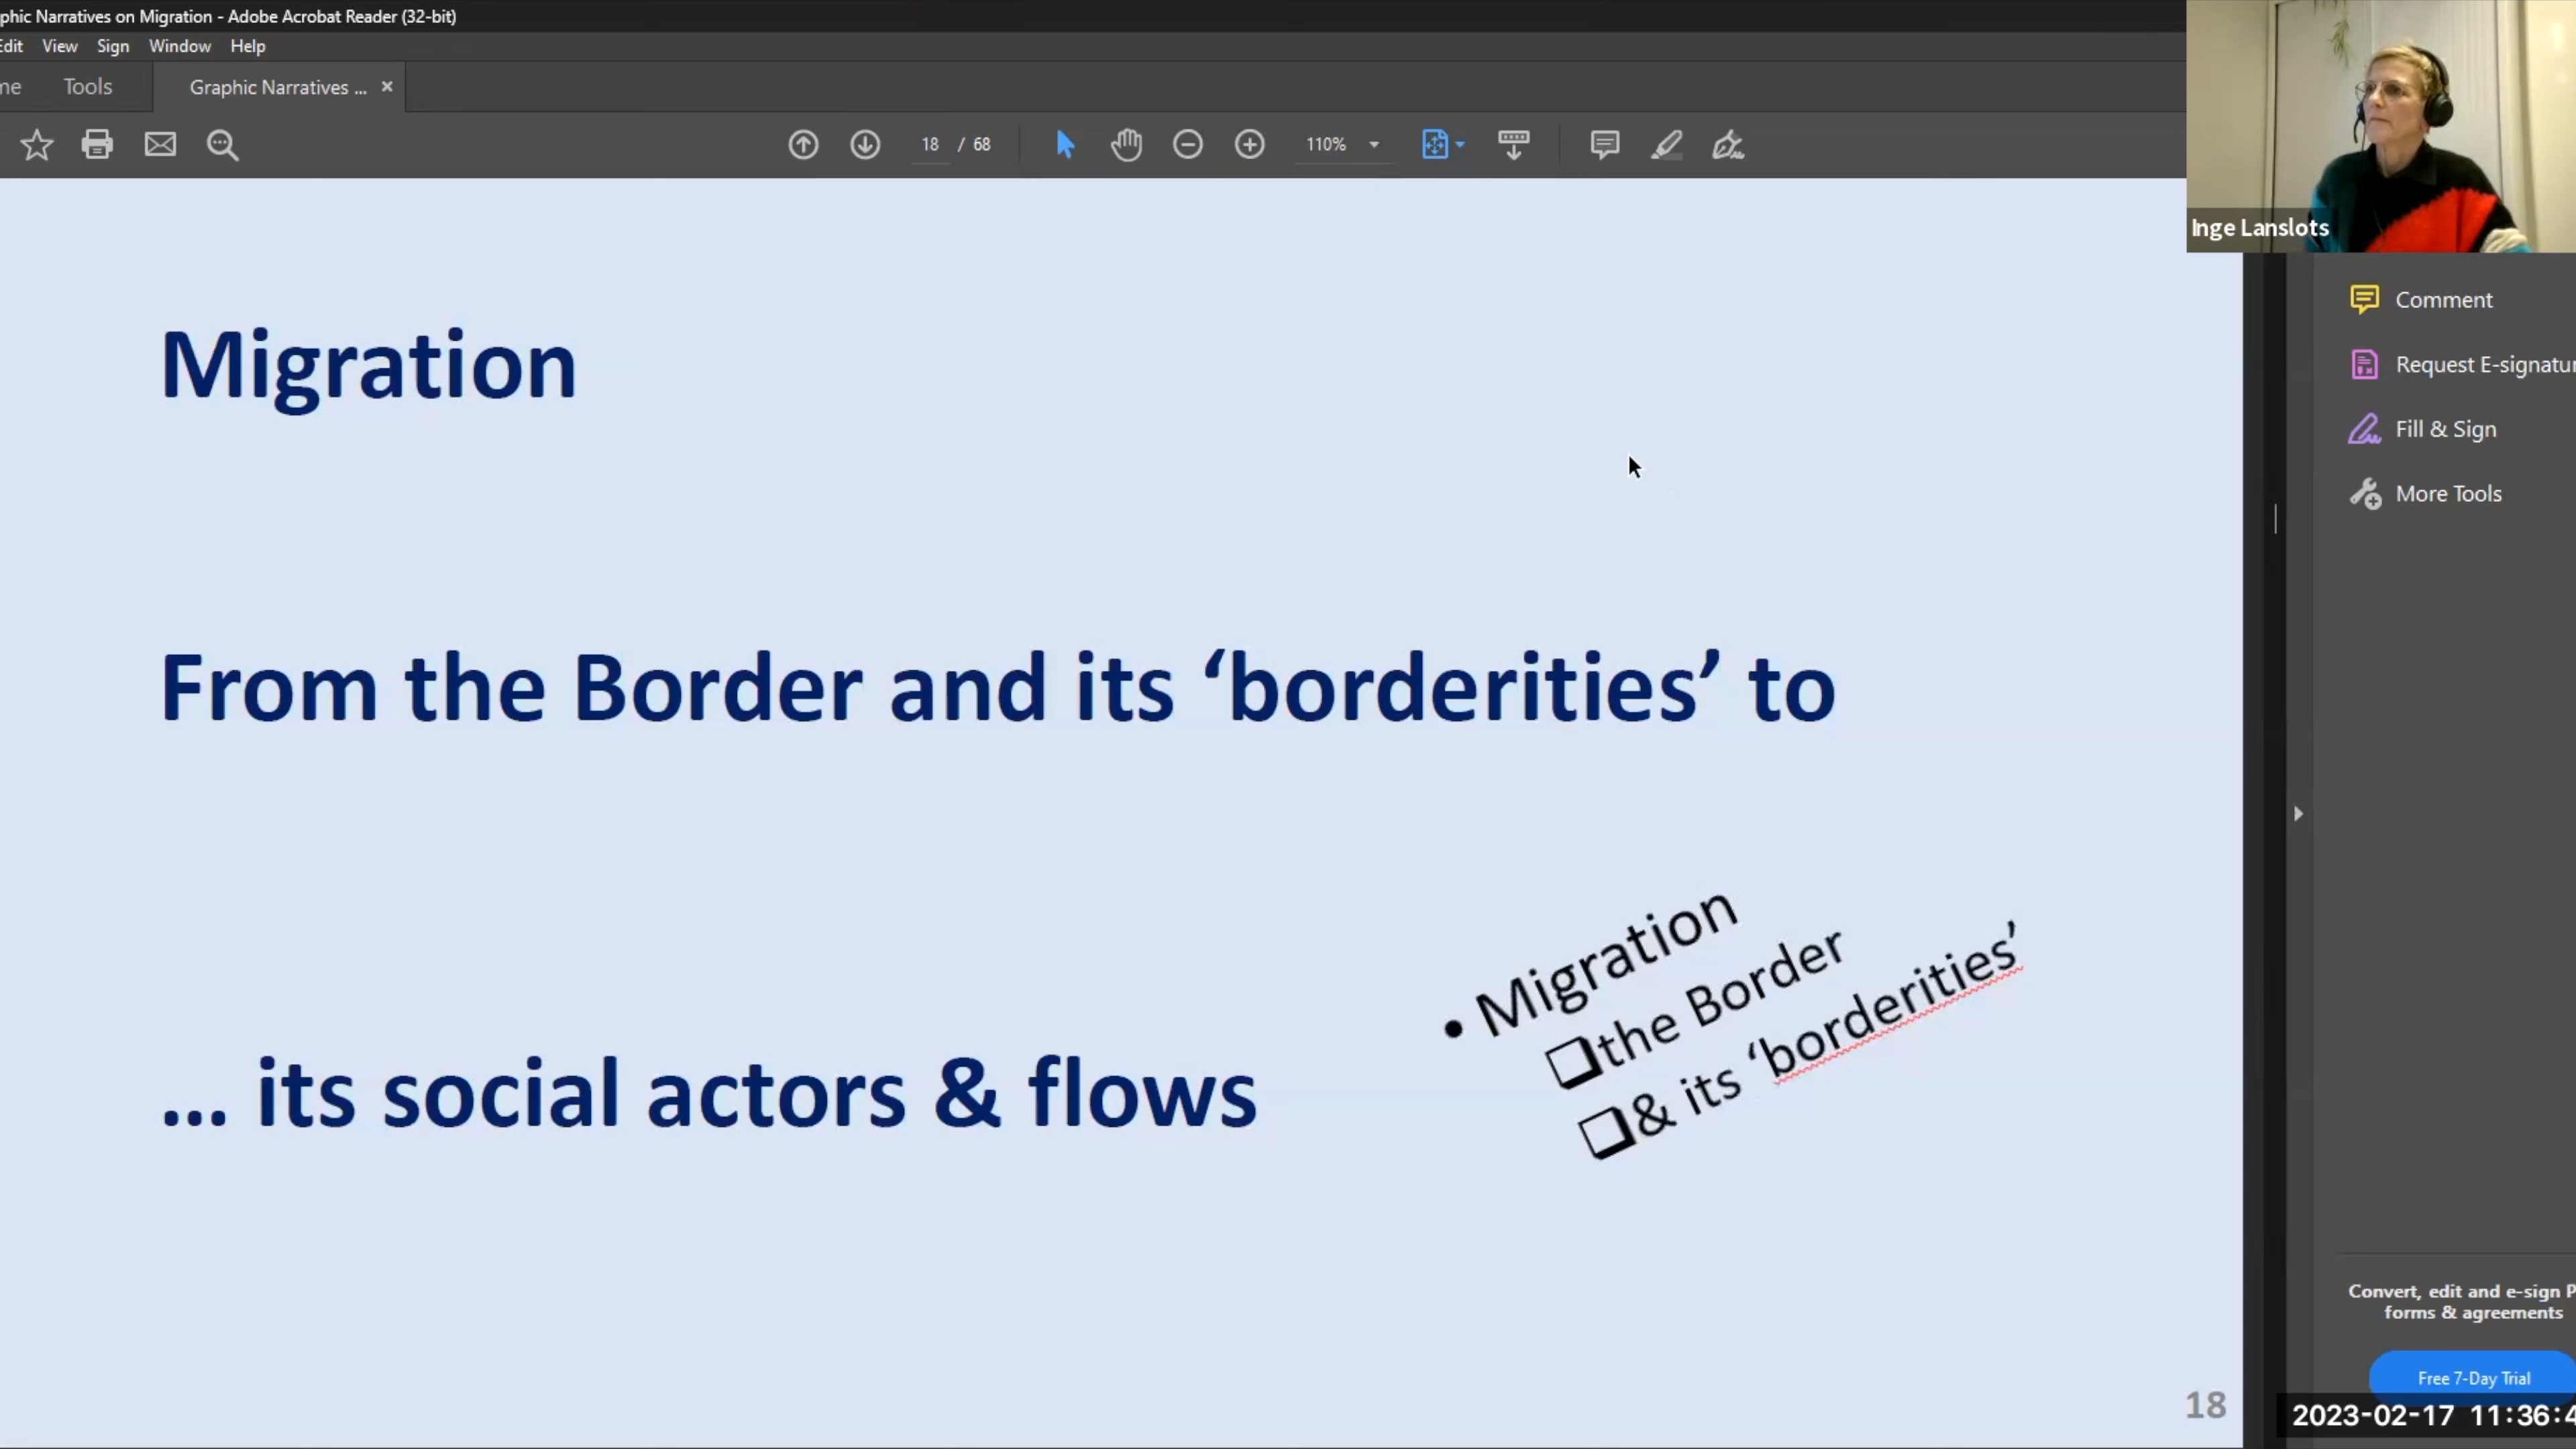 phic Narratives on Migration - Adobe Acrobat Reader (32-bit)
Edit View Sign Window Help
me Tools Graphic Narratives ... ×
18 / 68 110%
Inge Lanslots
Comment
Request E-signatur
Fill & Sign
More Tools
Migration
From the Border and its ‘borderities’ to
... its social actors & flows
• Migration
❑the Border
❑& its ‘borderities’
18
Convert, edit and e-sign P
forms & agreements
Free 7-Day Trial
2023-02-17 11:36:4